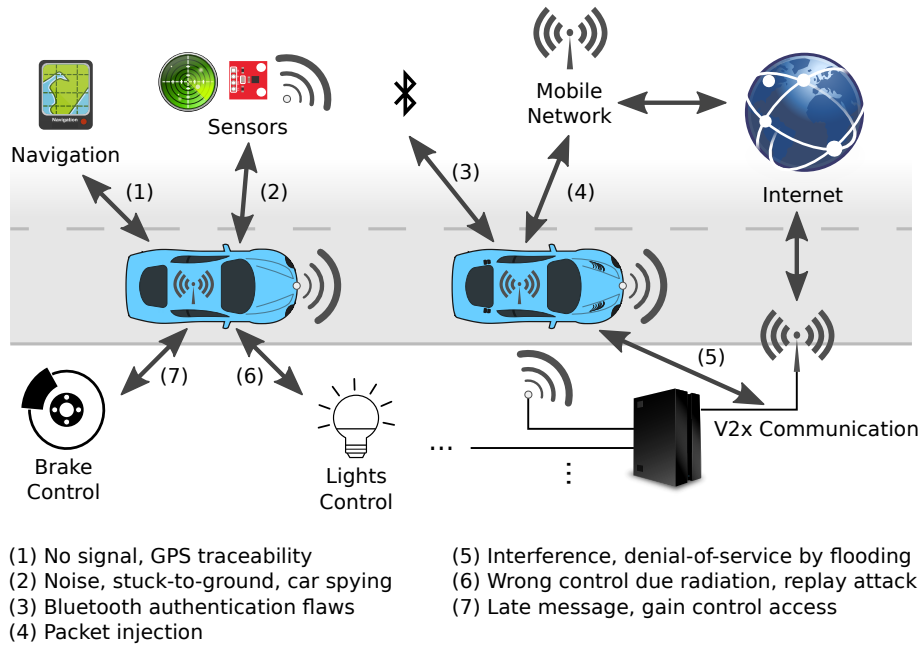 Mobile
Network
Sensors
Navigation
Navigation
Internet
(1)
(2)
(3)
(4)
(5)
(7)
(6)
V2x Communication
Brake
Control
Lights
Control
...
...
(1) No signal, GPS traceability
(2) Noise, stuck-to-ground, car spying
(3) Bluetooth authentication flaws
(4) Packet injection
(5) Interference, denial-of-service by flooding
(6) Wrong control due radiation, replay attack
(7) Late message, gain control access